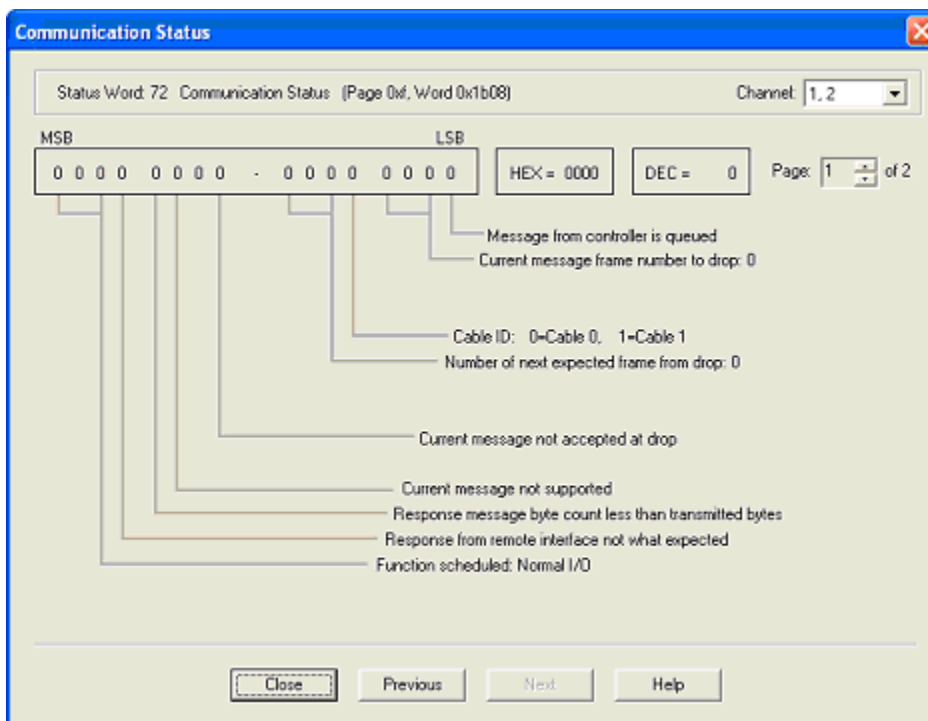 Communication Status
Status Word: 72 Communication Status (Page 0xf, Word 0x1b08)
Channel: 1, 2
MSB LSB
0 0 0 0 0 0 0 0 - 0 0 0 0 0 0 0 0
HEX = 0000
DEC = 0
Page: 1 of 2
Message from controller is queued
Current message frame number to drop: 0
Cable ID: 0=Cable 0, 1=Cable 1
Number of next expected frame from drop: 0
Current message not accepted at drop
Current message not supported
Response message byte count less than transmitted bytes
Response from remote interface not what expected
Function scheduled: Normal I/O
Close Previous Next Help